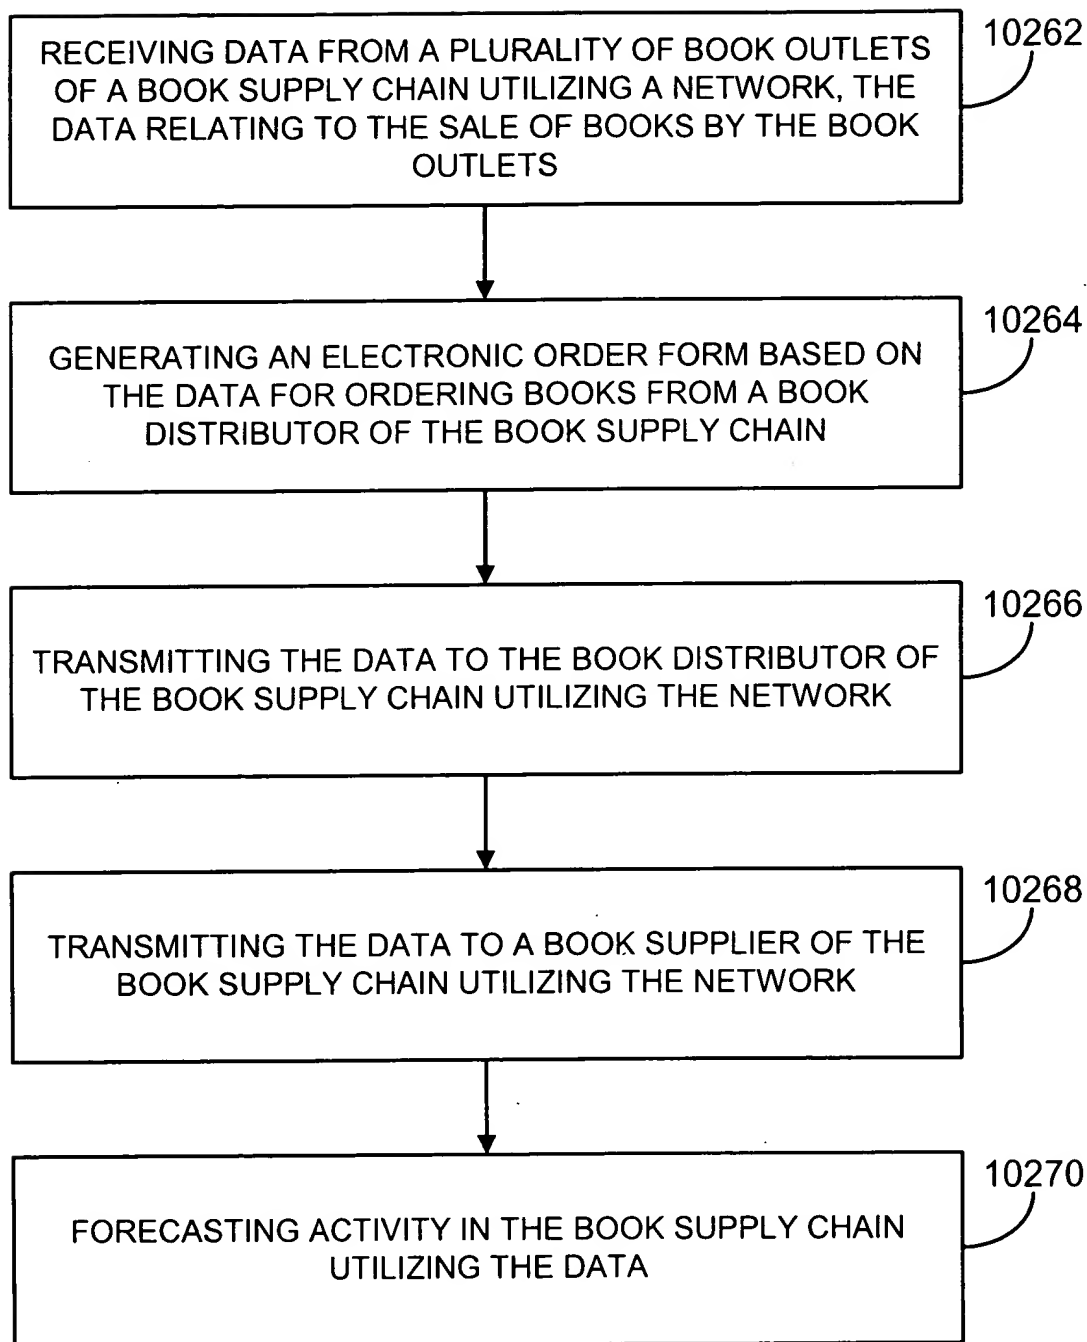 10262
RECEIVING DATA FROM A PLURALITY OF BOOK OUTLETS
OF A BOOK SUPPLY CHAIN UTILIZING A NETWORK, THE
DATA RELATING TO THE SALE OF BOOKS BY THE BOOK
OUTLETS
10264
GENERATING AN ELECTRONIC ORDER FORM BASED ON
THE DATA FOR ORDERING BOOKS FROM A BOOK
DISTRIBUTOR OF THE BOOK SUPPLY CHAIN
10266
TRANSMITTING THE DATA TO THE BOOK DISTRIBUTOR OF
THE BOOK SUPPLY CHAIN UTILIZING THE NETWORK
10268
TRANSMITTING THE DATA TO A BOOK SUPPLIER OF THE
BOOK SUPPLY CHAIN UTILIZING THE NETWORK
10270
FORECASTING ACTIVITY IN THE BOOK SUPPLY CHAIN
UTILIZING THE DATA